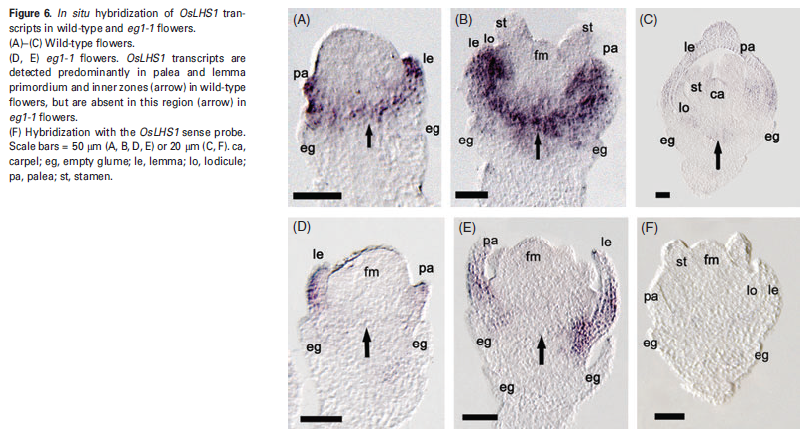 Figure 6. In situ hybridization of OsLHS1 tran-
scripts in wild-type and eg1-1 flowers.
(A)–(C) Wild-type flowers.
(D, E) eg1-1 flowers. OsLHS1 transcripts are
detected predominantly in palea and lemma
primordium and inner zones (arrow) in wild-type
flowers, but are absent in this region (arrow) in
eg1-1 flowers.
(F) Hybridization with the OsLHS1 sense probe.
Scale bars = 50 μm (A, B, D, E) or 20 μm (C, F). ca,
carpel; eg, empty glume; le, lemma; lo, lodicule;
pa, palea; st, stamen.
(A)
le
pa
eg
eg
(B)
st
st
le lo
fm
pa
eg
eg
(C)
le
pa
st
ca
lo
eg
eg
(D)
le
fm
pa
eg
eg
(E)
pa
fm
le
eg
eg
eg
(F)
st
fm
pa
lo
le
eg
eg